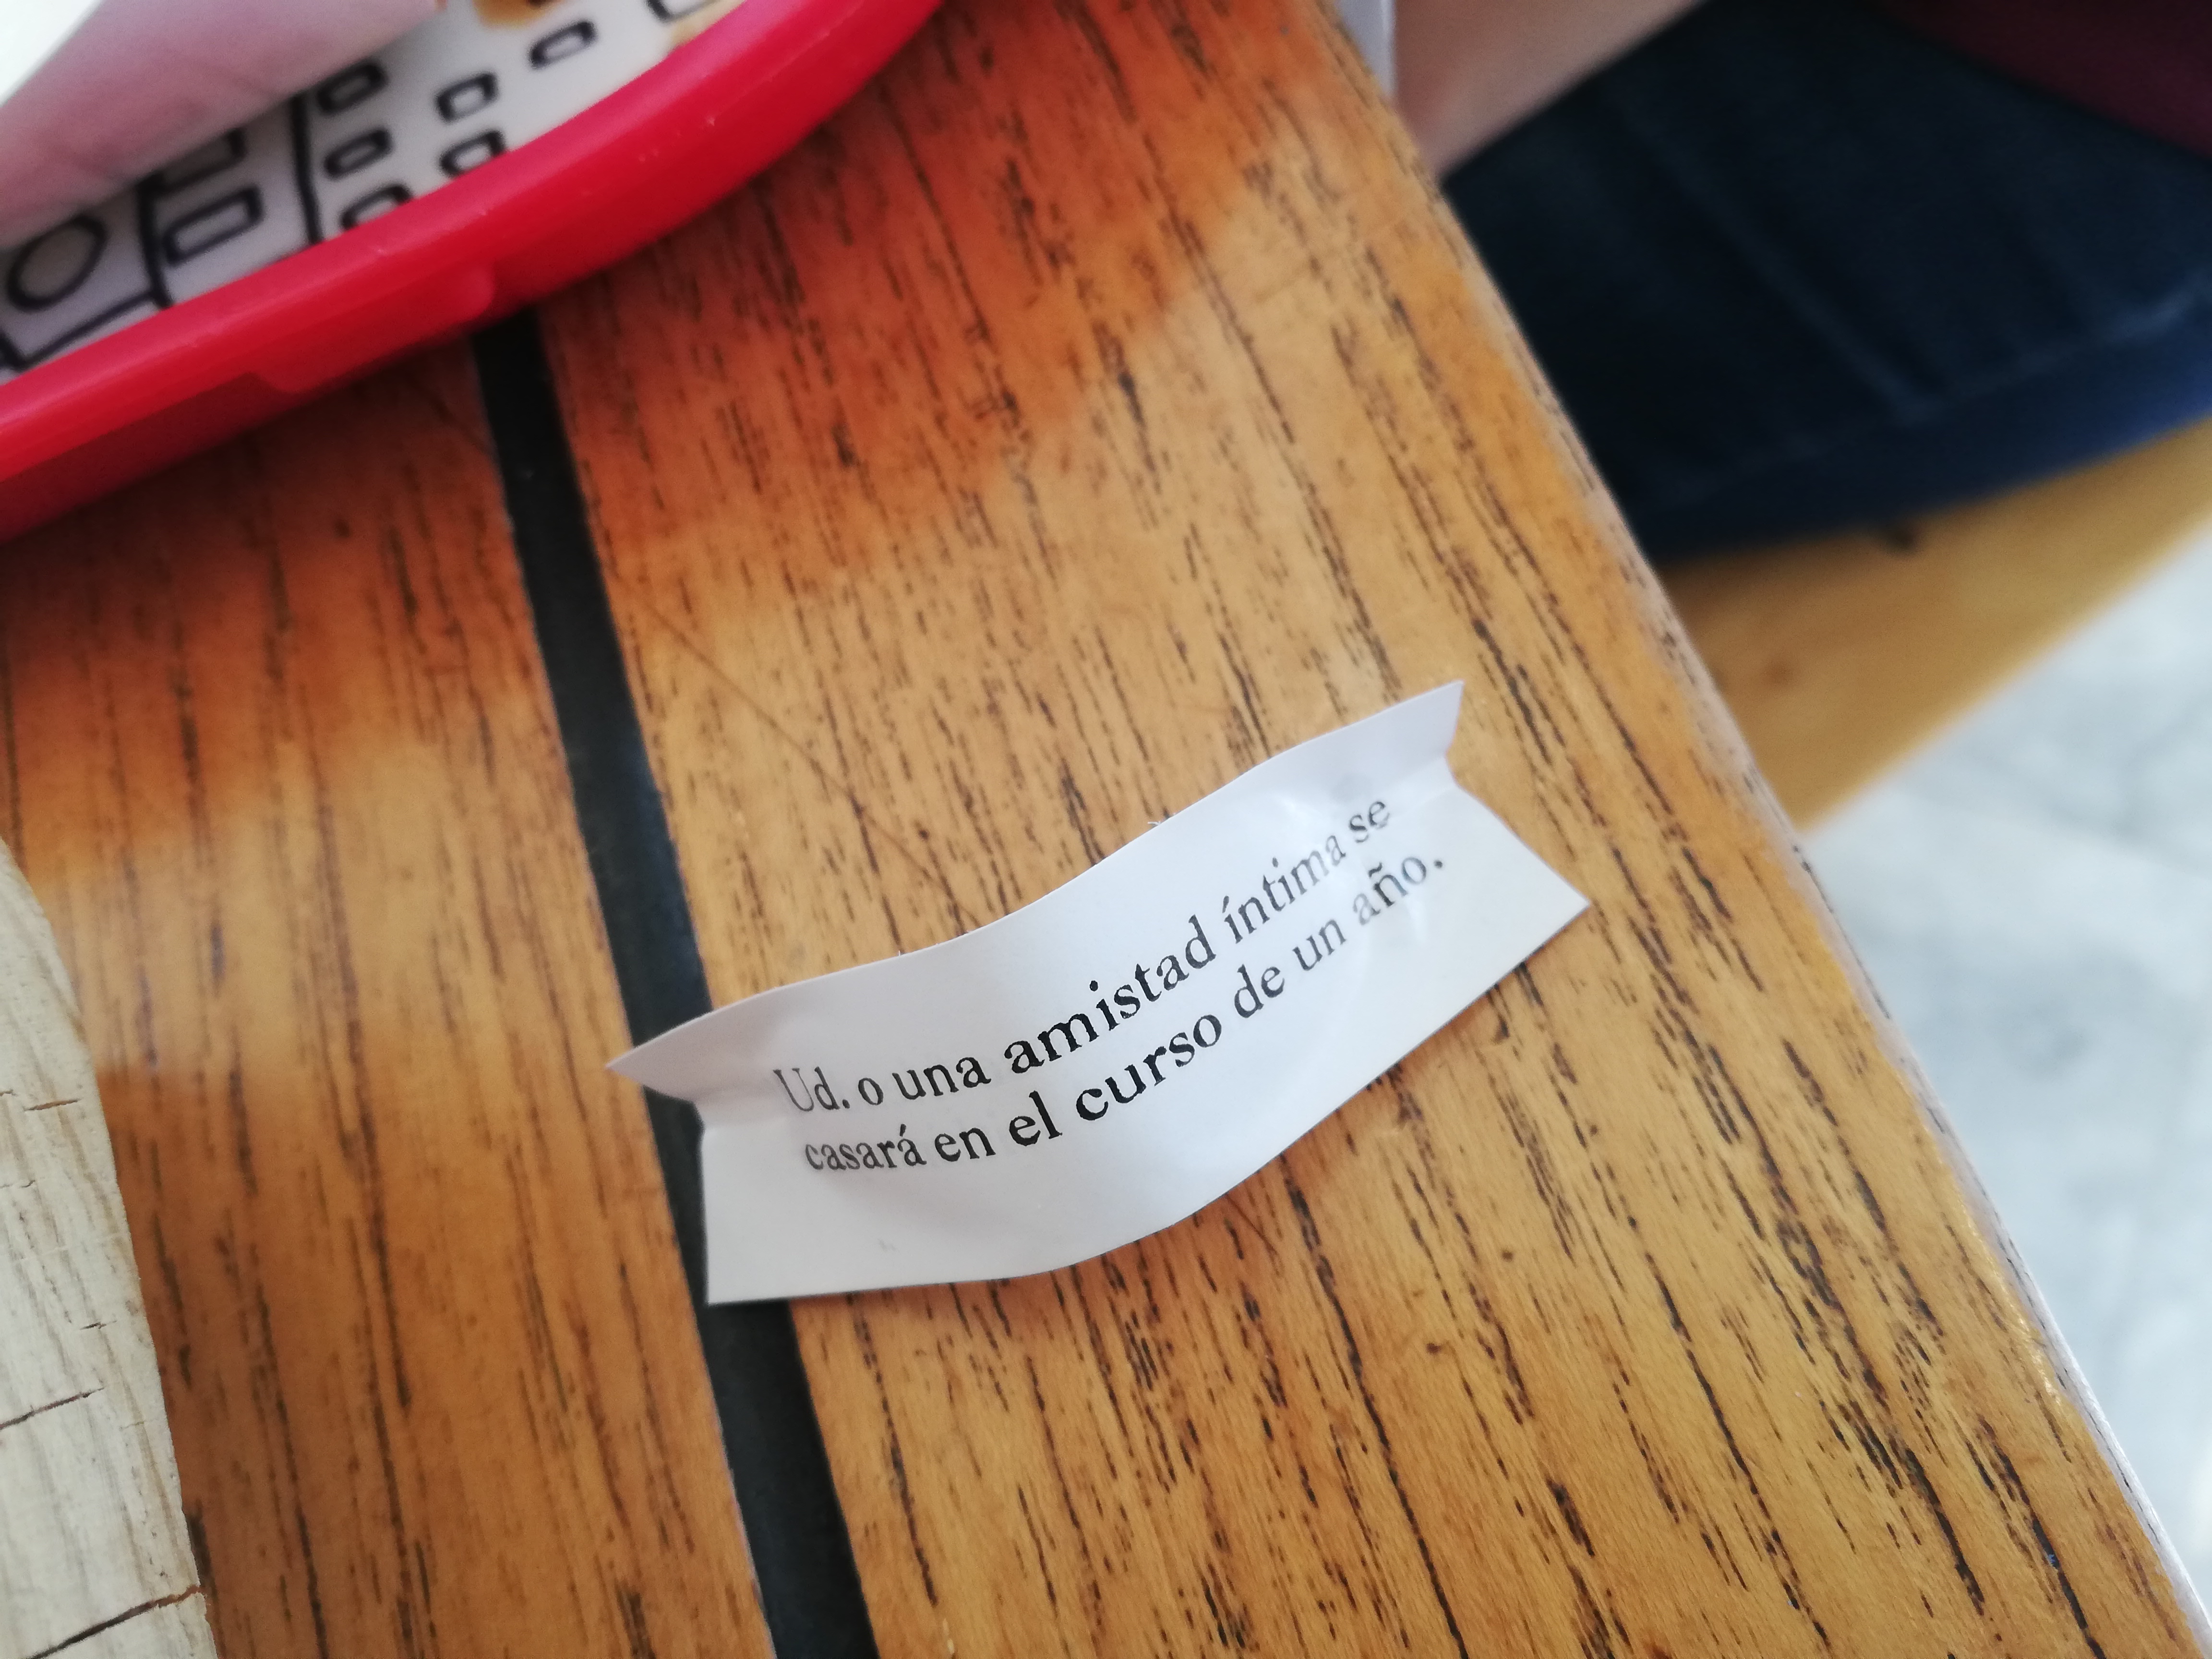 Ud. o una amistad íntima se
casará en el curso de un año.